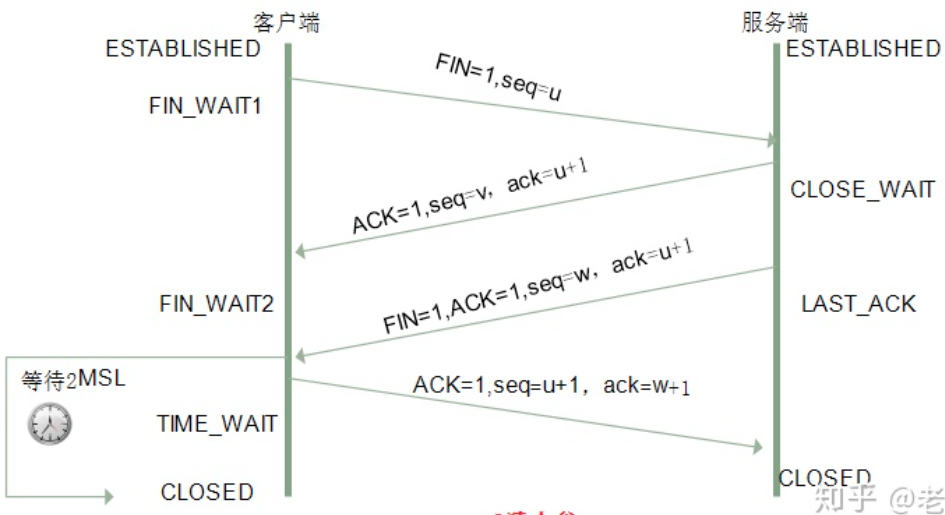 客户端
服务端
ESTABLISHED
ESTABLISHED
FIN=1,seq=u
FIN_WAIT1
ACK=1,seq=v，ack=u+1
CLOSE_WAIT
FIN=1,ACK=1,seq=w，ack=u+1
FIN_WAIT2
LAST_ACK
等待2MSL
ACK=1,seq=u+1，ack=w+1
TIME_WAIT
CLOSED
CLOSED
知乎 @老